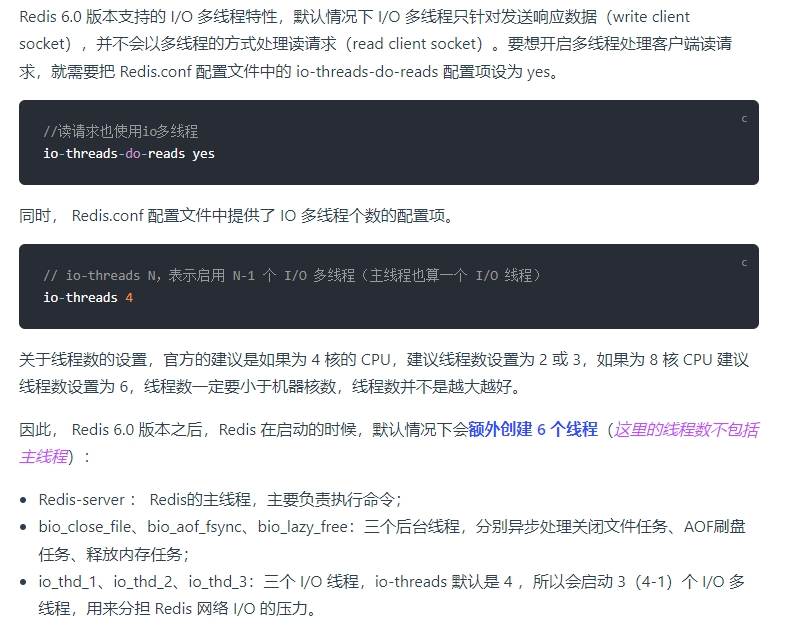 Redis 6.0 版本支持的 I/O 多线程特性，默认情况下 I/O 多线程只针对发送响应数据（write client
socket），并不会以多线程的方式处理读请求（read client socket）。要想开启多线程处理客户端读请
求，就需要把 Redis.conf 配置文件中的 io-threads-do-reads 配置项设为 yes。
c
//读请求也使用io多线程
io-threads-do-reads yes
同时， Redis.conf 配置文件中提供了 IO 多线程个数的配置项。
c
// io-threads N，表示启用 N-1 个 I/O 多线程（主线程也算一个 I/O 线程）
io-threads 4
关于线程数的设置，官方的建议是如果为 4 核的 CPU，建议线程数设置为 2 或 3，如果为 8 核 CPU 建议
线程数设置为 6，线程数一定要小于机器核数，线程数并不是越大越好。
因此， Redis 6.0 版本之后，Redis 在启动的时候，默认情况下会额外创建 6 个线程（这里的线程数不包括
主线程）：
• Redis-server ： Redis的主线程，主要负责执行命令；
• bio_close_file、bio_aof_fsync、bio_lazy_free：三个后台线程，分别异步处理关闭文件任务、AOF刷盘
任务、释放内存任务；
• io_thd_1、io_thd_2、io_thd_3：三个 I/O 线程，io-threads 默认是 4 ，所以会启动 3（4-1）个 I/O 多
线程，用来分担 Redis 网络 I/O 的压力。